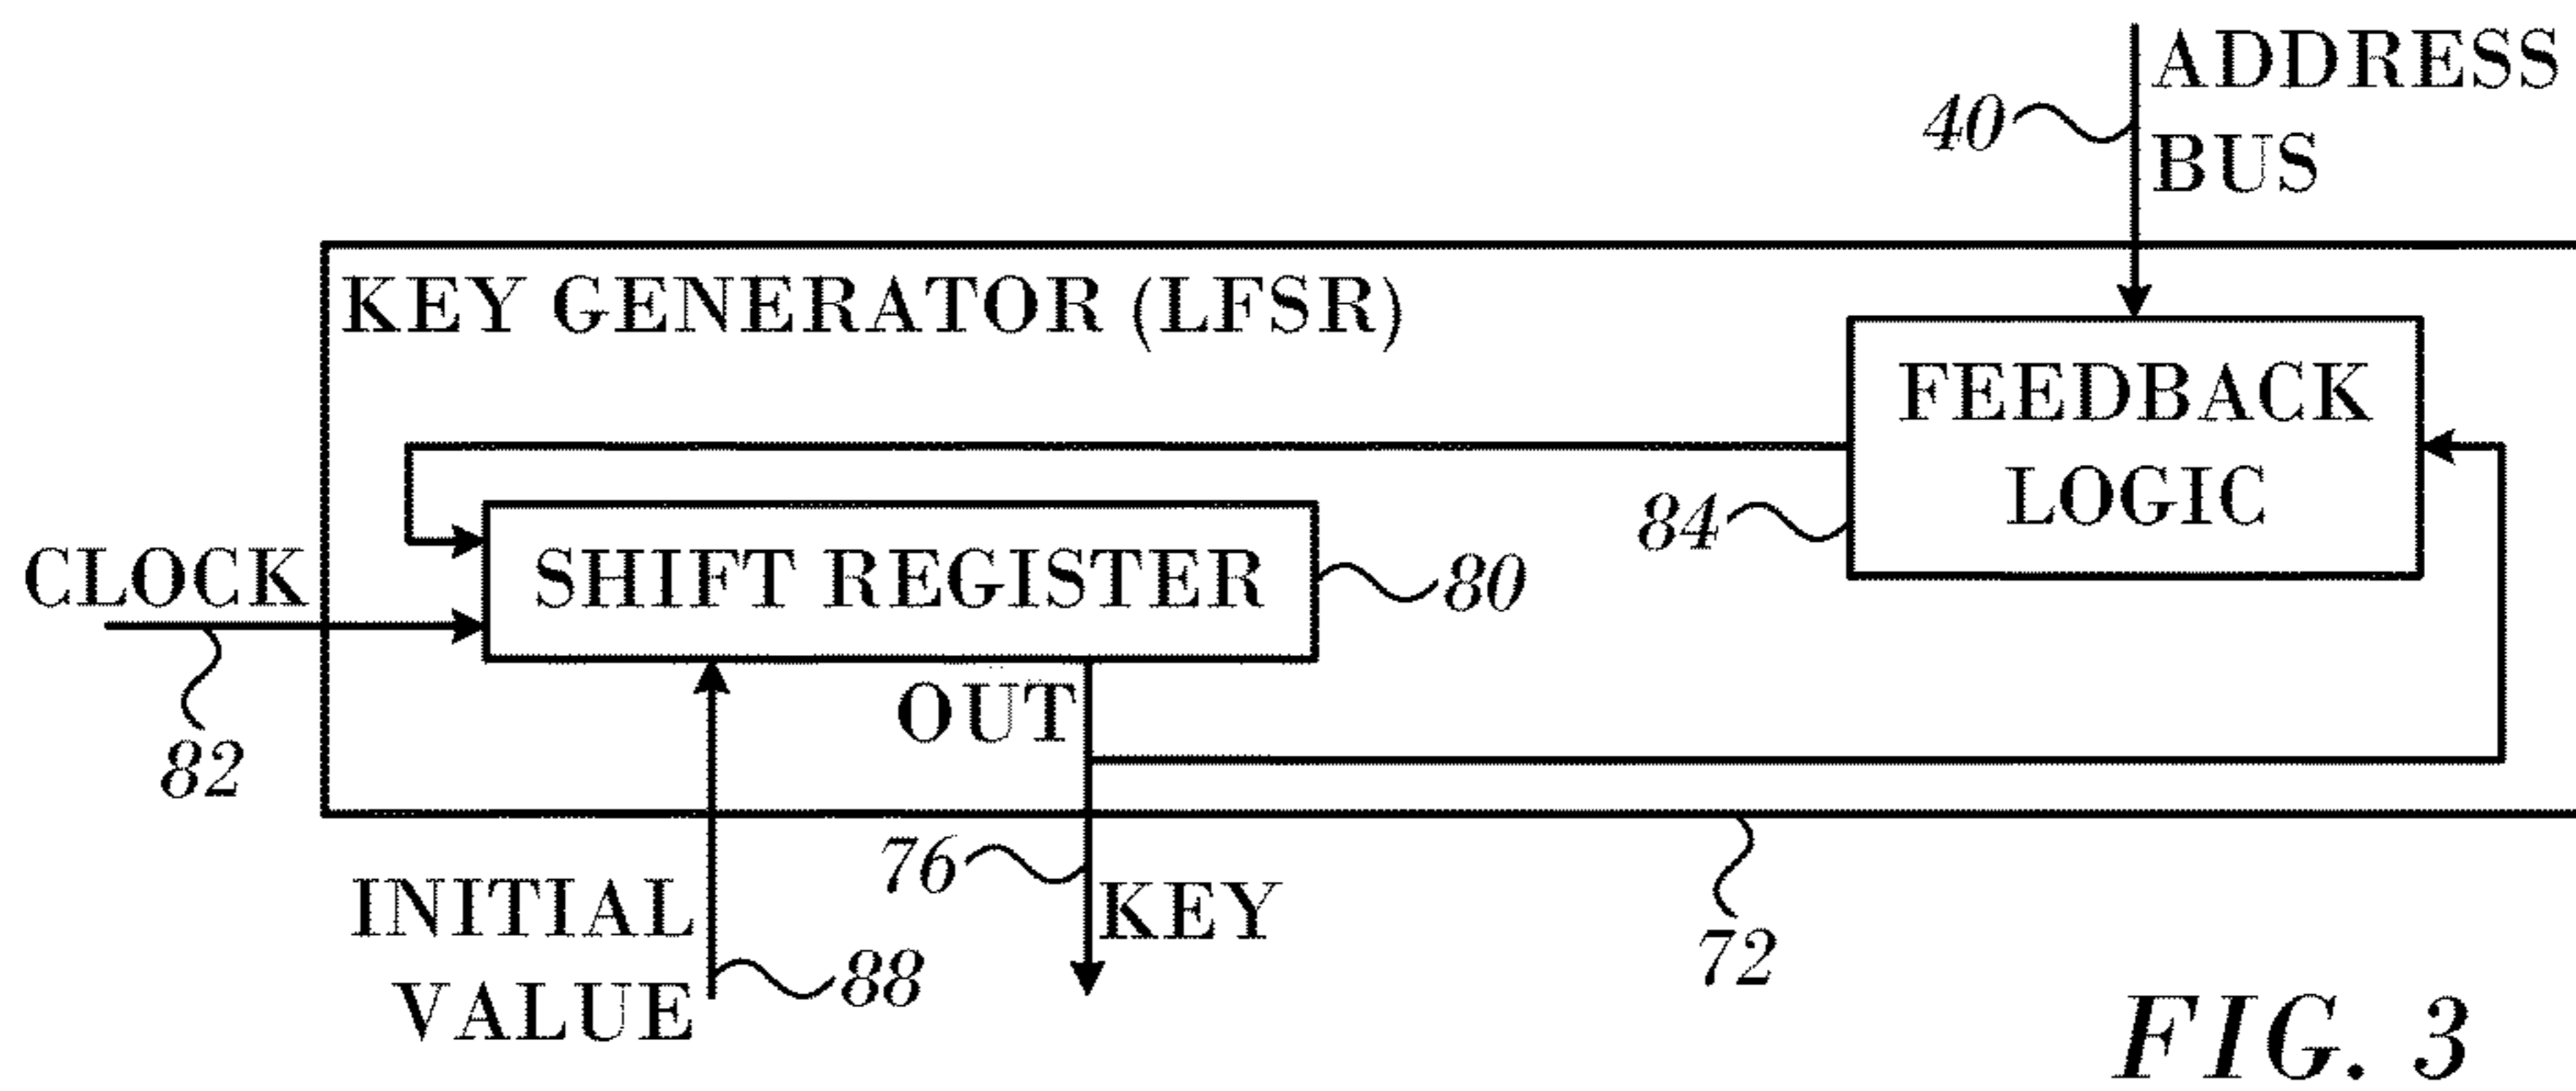 ADDRESS
40
BUS
KEY GENERATOR (LFSR)
FEEDBACK
LOGIC
84
CLOCK
SHIFT REGISTER
80
OUT
82
76
KEY
INITIAL
VALUE
88
72
FIG. 3